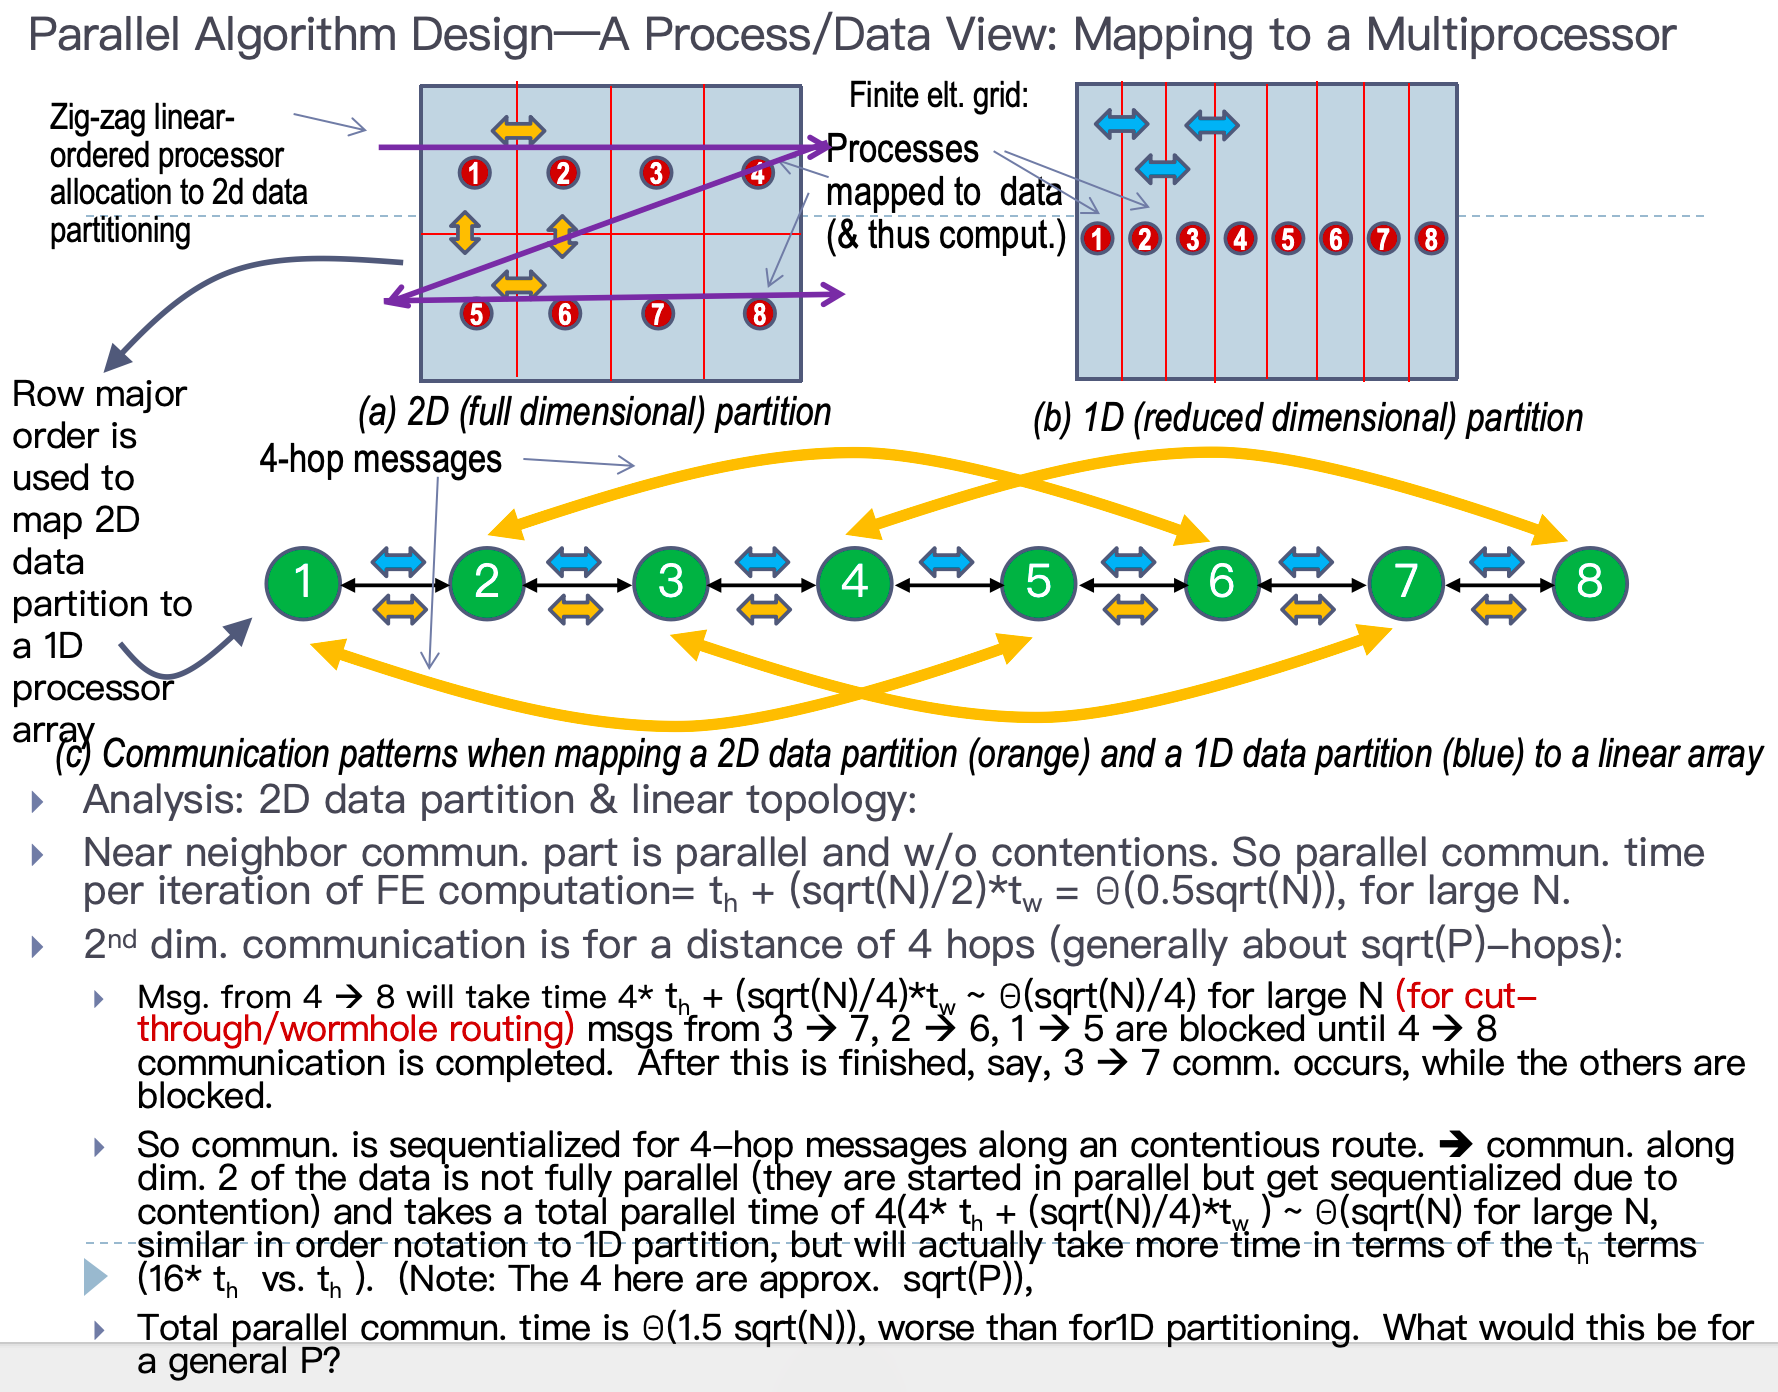 Parallel Algorithm Design—A Process/Data View: Mapping to a Multiprocessor
Zig-zag linear-
ordered processor
allocation to 2d data
partitioning
1 2 3 4
5 6 7 8
Finite elt. grid:
Processes
mapped to data
(& thus comput.)
1 2 3 4 5 6 7 8
(a) 2D (full dimensional) partition
(b) 1D (reduced dimensional) partition
Row major
order is
used to
map 2D
data
partition to
a 1D
processor
array
4-hop messages
1 2 3 4 5 6 7 8
(c) Communication patterns when mapping a 2D data partition (orange) and a 1D data partition (blue) to a linear array
Analysis: 2D data partition & linear topology:
Near neighbor commun. part is parallel and w/o contentions. So parallel commun. time
per iteration of FE computation= th + (sqrt(N)/2)*tw = Θ(0.5sqrt(N)), for large N.
2nd dim. communication is for a distance of 4 hops (generally about sqrt(P)-hops):
Msg. from 4 → 8 will take time 4* th + (sqrt(N)/4)*tw ~ Θ(sqrt(N)/4) for large N (for cut-
through/wormhole routing) msgs from 3 → 7, 2 → 6, 1 → 5 are blocked until 4 → 8
communication is completed. After this is finished, say, 3 → 7 comm. occurs, while the others are
blocked.
So commun. is sequentialized for 4-hop messages along an contentious route. ➔ commun. along
dim. 2 of the data is not fully parallel (they are started in parallel but get sequentialized due to
contention) and takes a total parallel time of 4(4* th + (sqrt(N)/4)*tw ) ~ Θ(sqrt(N) for large N,
similar in order notation to 1D partition, but will actually take more time in terms of the th terms
(16* th vs. th ). (Note: The 4 here are approx. sqrt(P)),
Total parallel commun. time is Θ(1.5 sqrt(N)), worse than for1D partitioning. What would this be for
a general P?